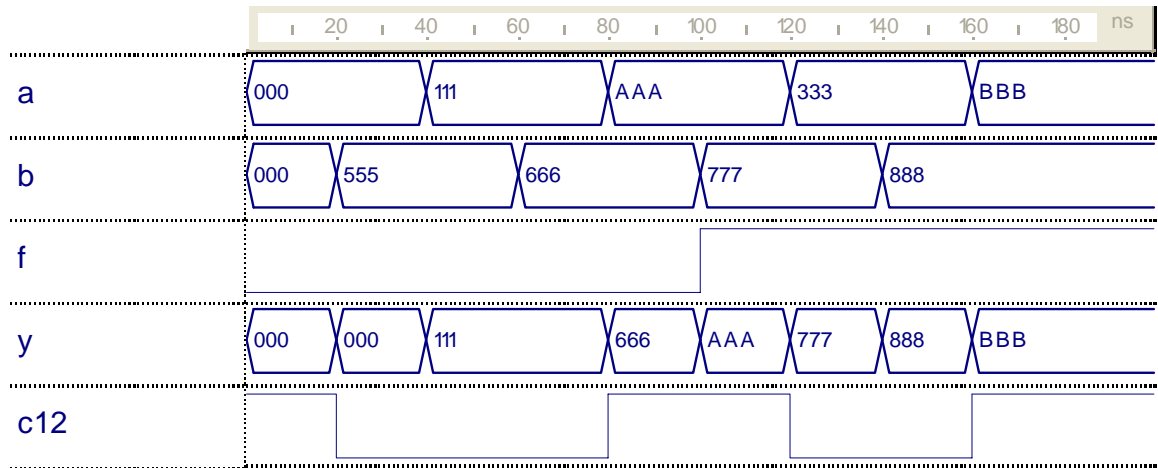 20 40 60 80 100 120 140 160 180 ns
a 000 111 AAA 333 BBB
b 000 555 666 777 888
f
y 000 000 111 666 AAA 777 888 BBB
c12